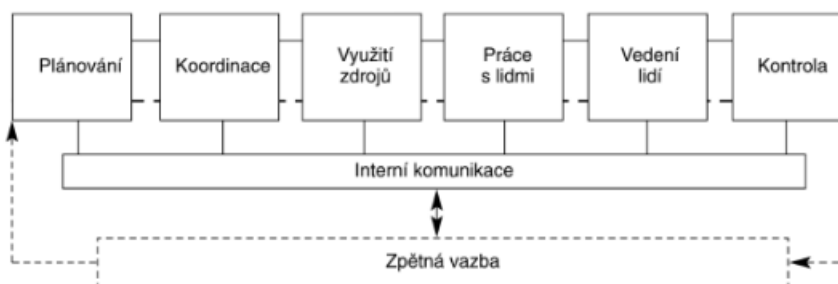 Plánování
Koordinace
Využití
zdrojů
Práce
s lidmi
Vedení
lidí
Kontrola
Interní komunikace
Zpětná vazba